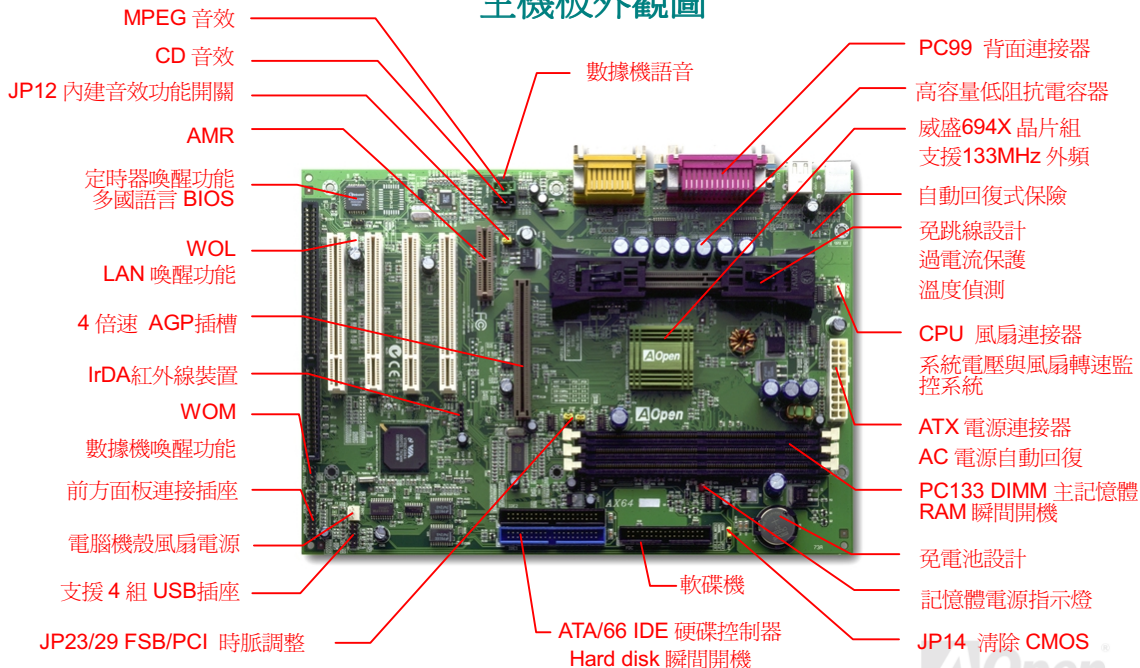 主機板外觀圖
MPEG 音效
CD 音效
JP12 內建音效功能開關
AMR
定時器喚醒功能
多國語言 BIOS
WOL
LAN 喚醒功能
4 倍速 AGP插槽
IrDA紅外線裝置
WOM
數據機喚醒功能
前方面板連接插座
電腦機殼風扇電源
支援 4 組 USB插座
JP23/29 FSB/PCI 時脈調整
數據機語音
PC99 背面連接器
高容量低阻抗電容器
威盛694X 晶片組
支援133MHz 外頻
自動回復式保險
免跳線設計
過電流保護
溫度偵測
CPU 風扇連接器
系統電壓與風扇轉速監
控系統
ATX 電源連接器
AC 電源自動回復
PC133 DIMM 主記憶體
RAM 瞬間開機
免電池設計
記憶體電源指示燈
JP14 清除 CMOS
軟碟機
ATA/66 IDE 硬碟控制器
Hard disk 瞬間開機
AOpen
AOpen
AX64
VIA
FC
CE
AOpen